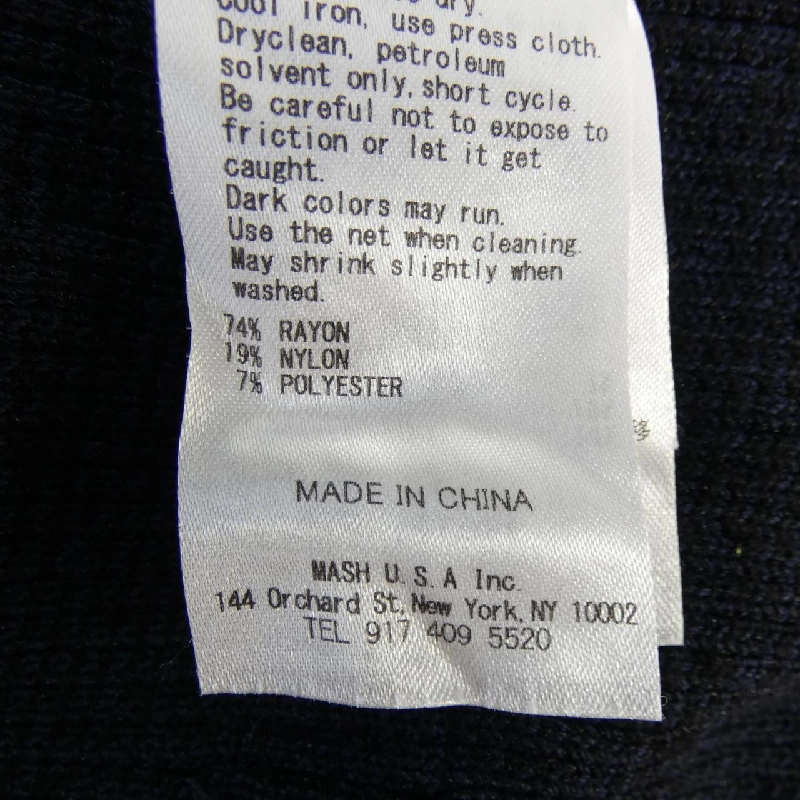 dry.
cool iron, use press cloth.
Dryclean, petroleum
solvent only, short cycle.
Be careful not to expose to
friction or let it get
caught.
Dark colors may run.
Use the net when cleaning.
May shrink slightly when
washed.
74% RAYON
19% NYLON
7% POLYESTER
移
MADE IN CHINA
MASH U.S.A Inc.
144 Orchard St, New York, NY 10002
TEL 917 409 5520